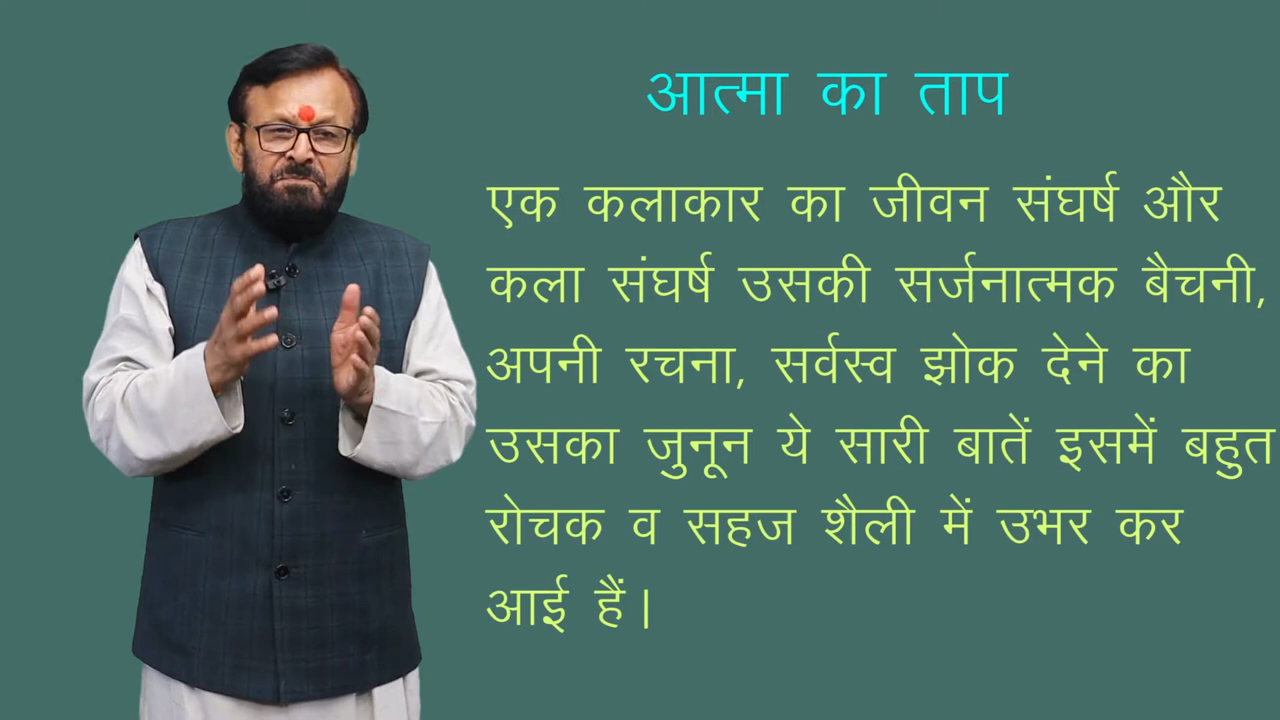 आत्मा का ताप
एक कलाकार का जीवन संघर्ष और
कला संघर्ष उसकी सर्जनात्मक बैचनी,
अपनी रचना, सर्वस्व झोक देने का
उसका जुनून ये सारी बातें इसमें बहुत
रोचक व सहज शैली में उभर कर
आई हैं।